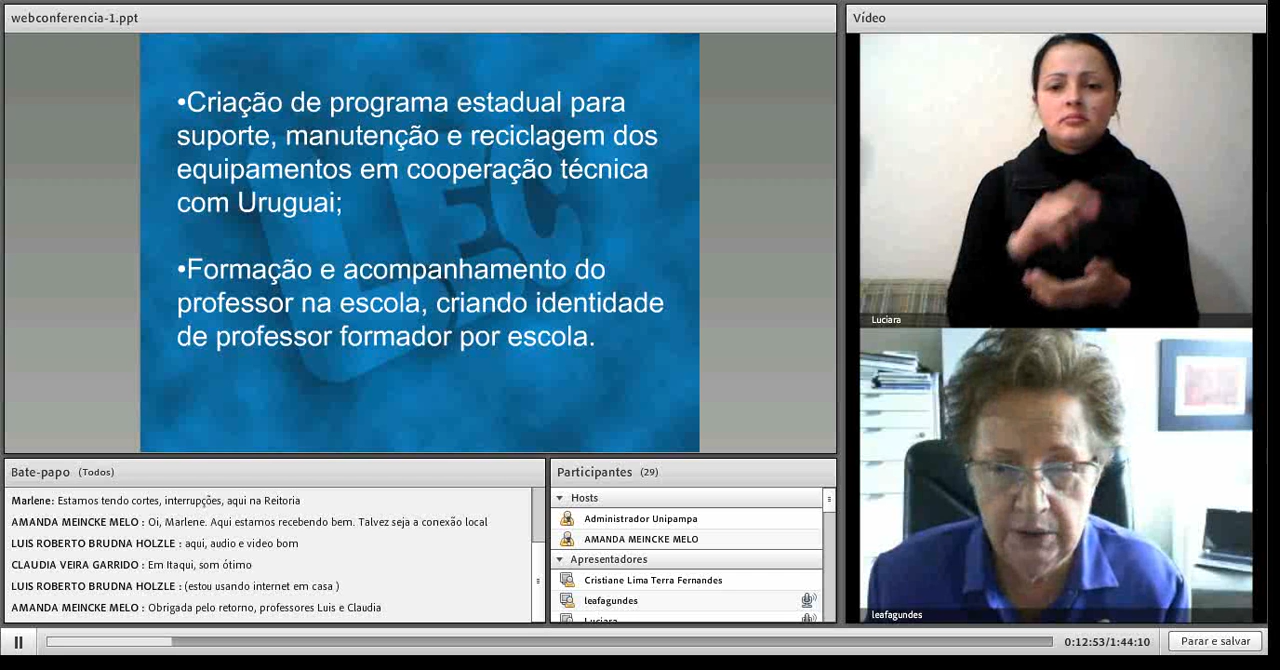 webconferencia-1.ppt
•Criação de programa estadual para
suporte, manutenção e reciclagem dos
equipamentos em cooperação técnica
com Uruguai;
•Formação e acompanhamento do
professor na escola, criando identidade
de professor formador por escola.
LEC
Vídeo
Luciara
leafagundes
Bate-papo (Todos)
Marlene: Estamos tendo cortes, interrupções, aqui na Reitoria
AMANDA MEINCKE MELO : Oi, Marlene. Aqui estamos recebendo bem. Talvez seja a conexão local
LUIS ROBERTO BRUDNA HOLZLE : aqui, audio e video bom
CLAUDIA VEIRA GARRIDO : Em Itaqui, som ótimo
LUIS ROBERTO BRUDNA HOLZLE : (estou usando internet em casa )
AMANDA MEINCKE MELO : Obrigada pelo retorno, professores Luis e Claudia
Participantes (29)
Hosts
Administrador Unipampa
AMANDA MEINCKE MELO
Apresentadores
Cristiane Lima Terra Fernandes
leafagundes
Luciara
0:12:53/1:44:10
Parar e salvar